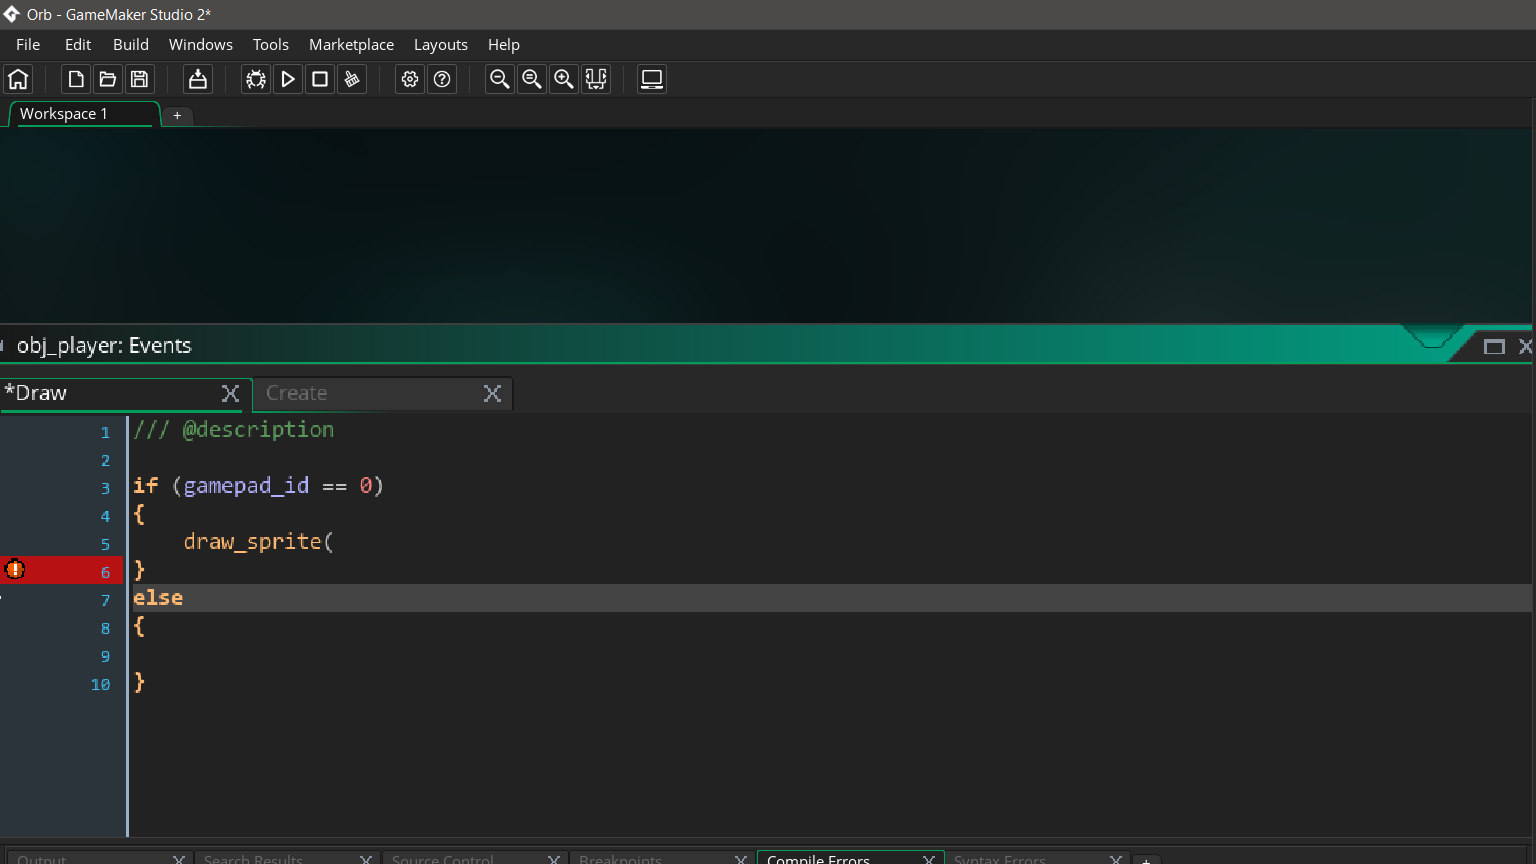 Orb - GameMaker Studio 2*
File Edit Build Windows Tools Marketplace Layouts Help
Workspace 1 +
obj_player: Events
*Draw X Create X
1 /// @description
2
3 if (gamepad_id == 0)
4 {
5 draw_sprite(
6 }
7 else
8 {
9
10 }
Output X Search Results X Source Control X Breakpoints X Compile Errors X Syntax Errors X +